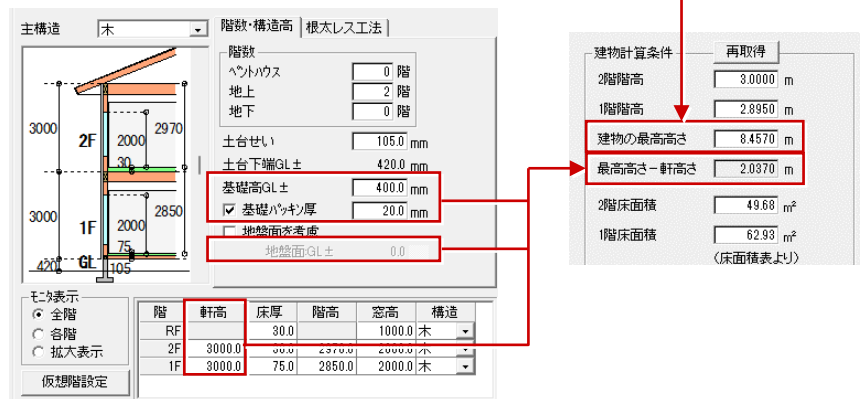 主構造 木
階数・構造高 根太レス工法
階数
ペントハウス 0 階
地上 2 階
地下 0 階
土台せい 105.0 mm
土台下端GL± 420.0 mm
基礎高GL± 400.0 mm
基礎パッキン厚 20.0 mm
地盤面を考慮
地盤面GL± 0.0
3000 2F 2000 2970
30
3000 1F 2000 2850
75
420 GL 105
モニタ表示
全階
各階
拡大表示
仮想階設定
階 軒高 床厚 階高 窓高 構造
RF 30.0 1000.0 木
2F 3000.0 30.0 2970.0 2000.0 木
1F 3000.0 75.0 2850.0 2000.0 木
建物計算条件 再取得
2階階高 3.0000 m
1階階高 2.8950 m
建物の最高高さ 8.4570 m
最高高さー軒高さ 2.0370 m
2階床面積 49.68 m²
1階床面積 62.93 m²
(床面積表より)